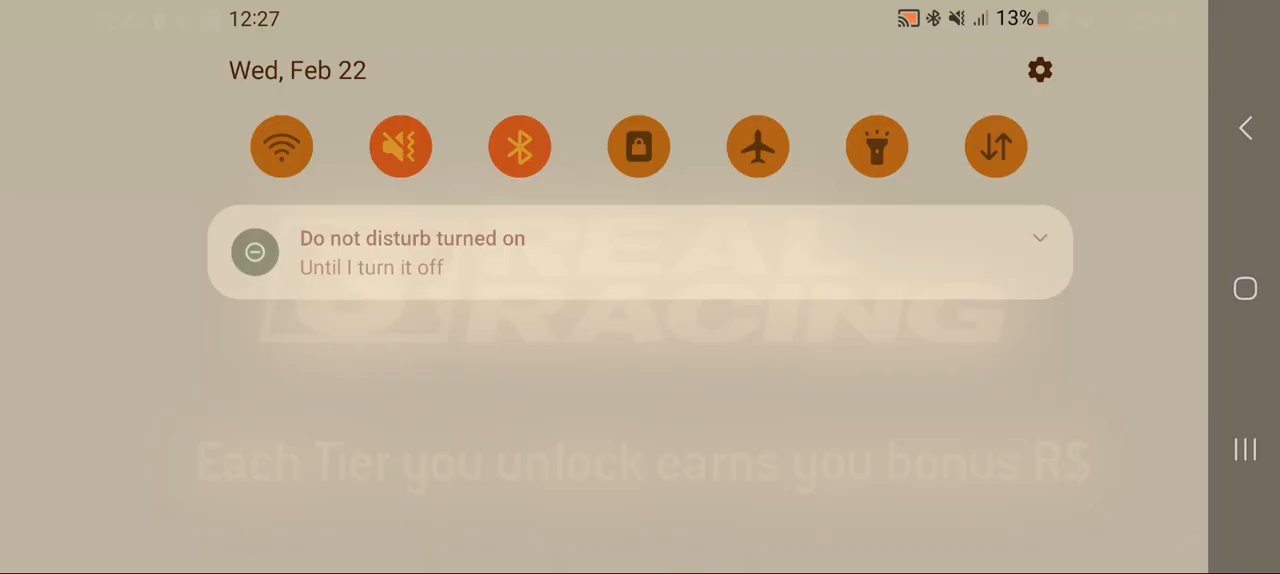 12:27
13%
Wed, Feb 22
Do not disturb turned on
Until I turn it off
REAL
RACING
Each Tier you unlock earns you bonus R$